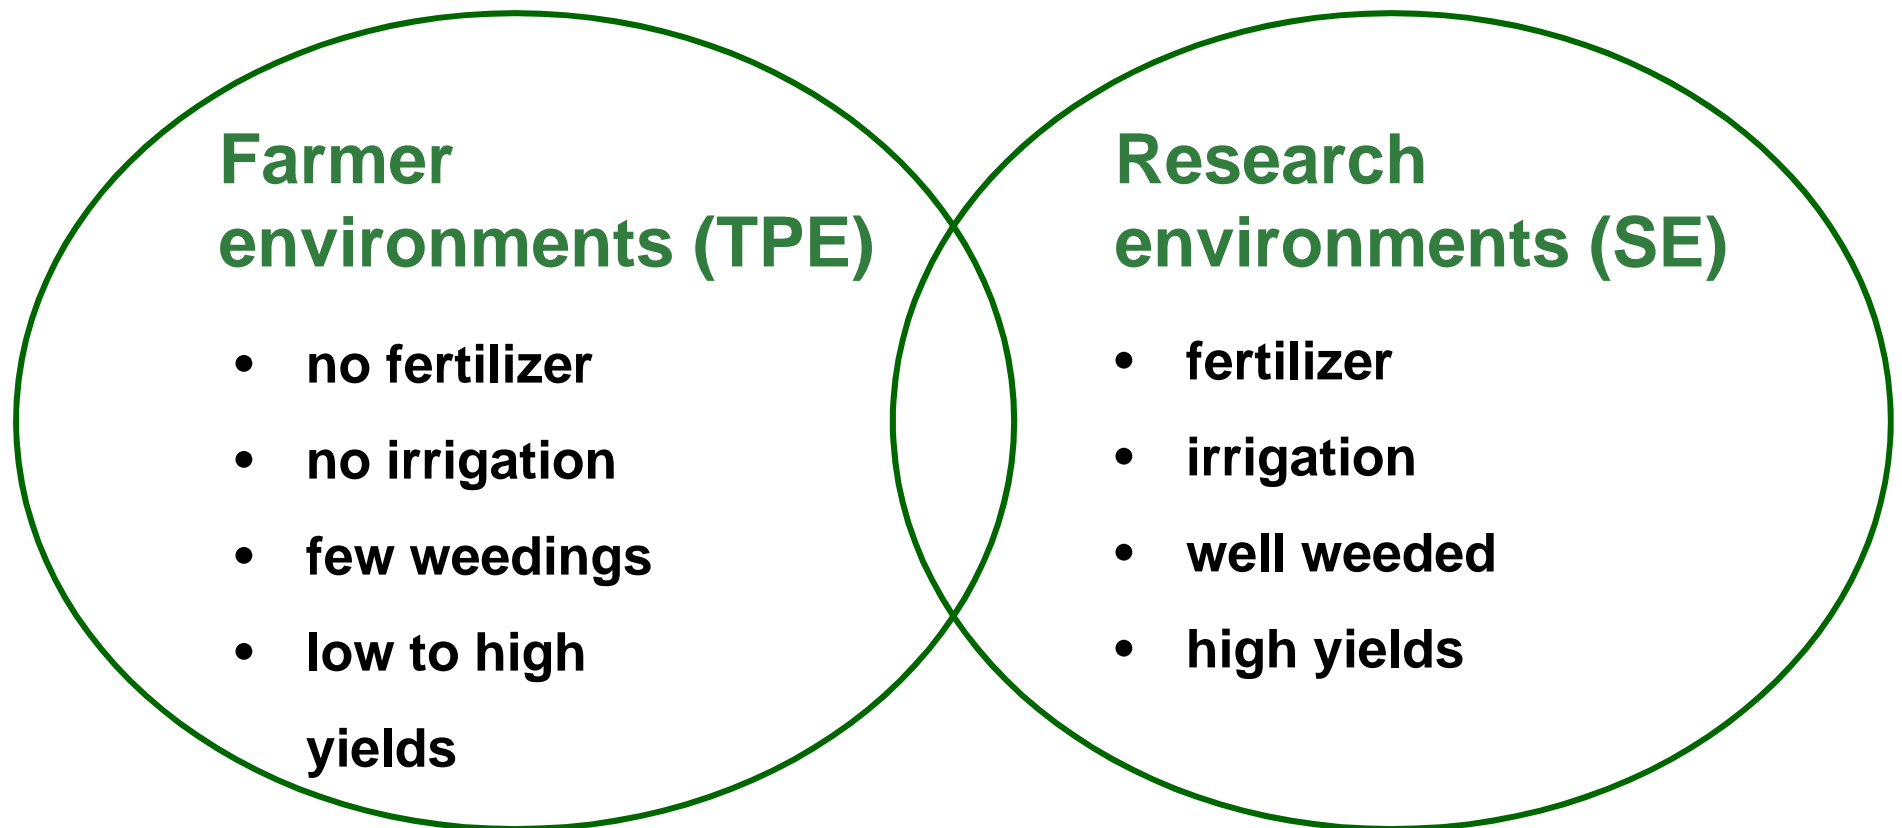 Farmer
environments (TPE)
• no fertilizer
• no irrigation
• few weedings
• low to high
yields
Research
environments (SE)
• fertilizer
• irrigation
• well weeded
• high yields